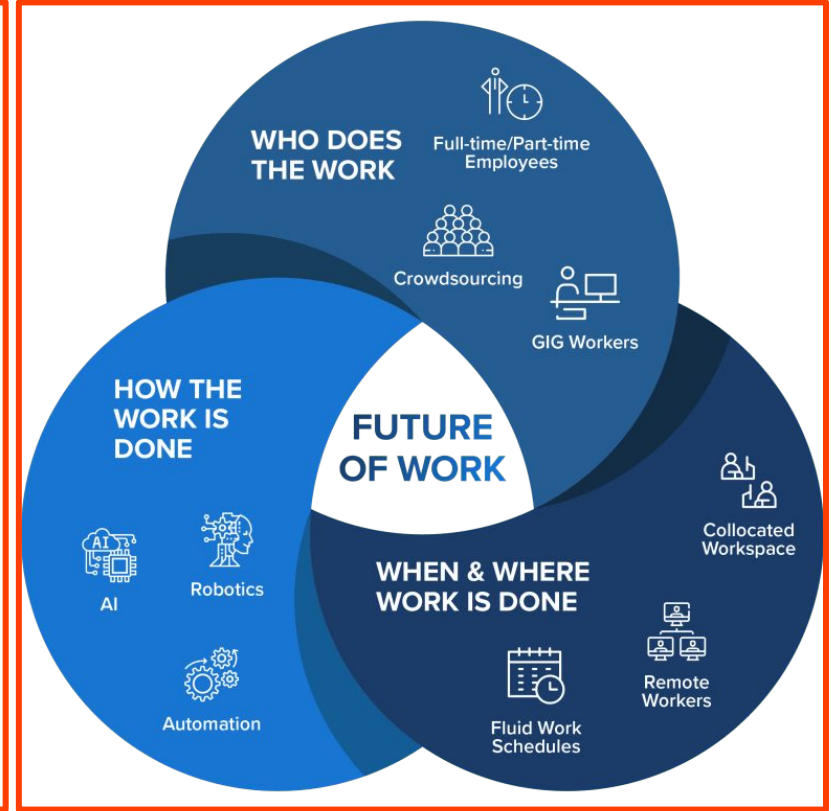 WHO DOES
THE WORK
Full-time/Part-time
Employees
Crowdsourcing
GIG Workers
HOW THE
WORK IS
DONE
AI
AI
Robotics
Automation
FUTURE
OF WORK
WHEN & WHERE
WORK IS DONE
Collocated
Workspace
Remote
Workers
Fluid Work
Schedules